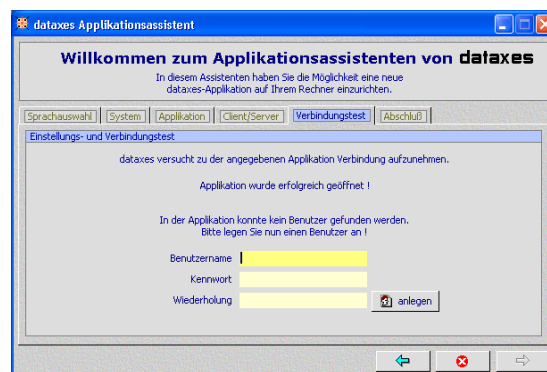 dataxes Applikationsassistent
Willkommen zum Applikationsassistenten von dataxes
In diesem Assistenten haben Sie die Möglichkeit eine neue
dataxes-Applikation auf Ihrem Rechner einzurichten.
Sprachauswahl System Applikation Client/Server Verbindungstest Abschluß
Einstellungs- und Verbindungstest
dataxes versucht zu der angegebenen Applikation Verbindung aufzunehmen.
Applikation wurde erfolgreich geöffnet !
In der Applikation konnte kein Benutzer gefunden werden.
Bitte legen Sie nun einen Benutzer an !
Benutzername
Kennwort
Wiederholung anlegen